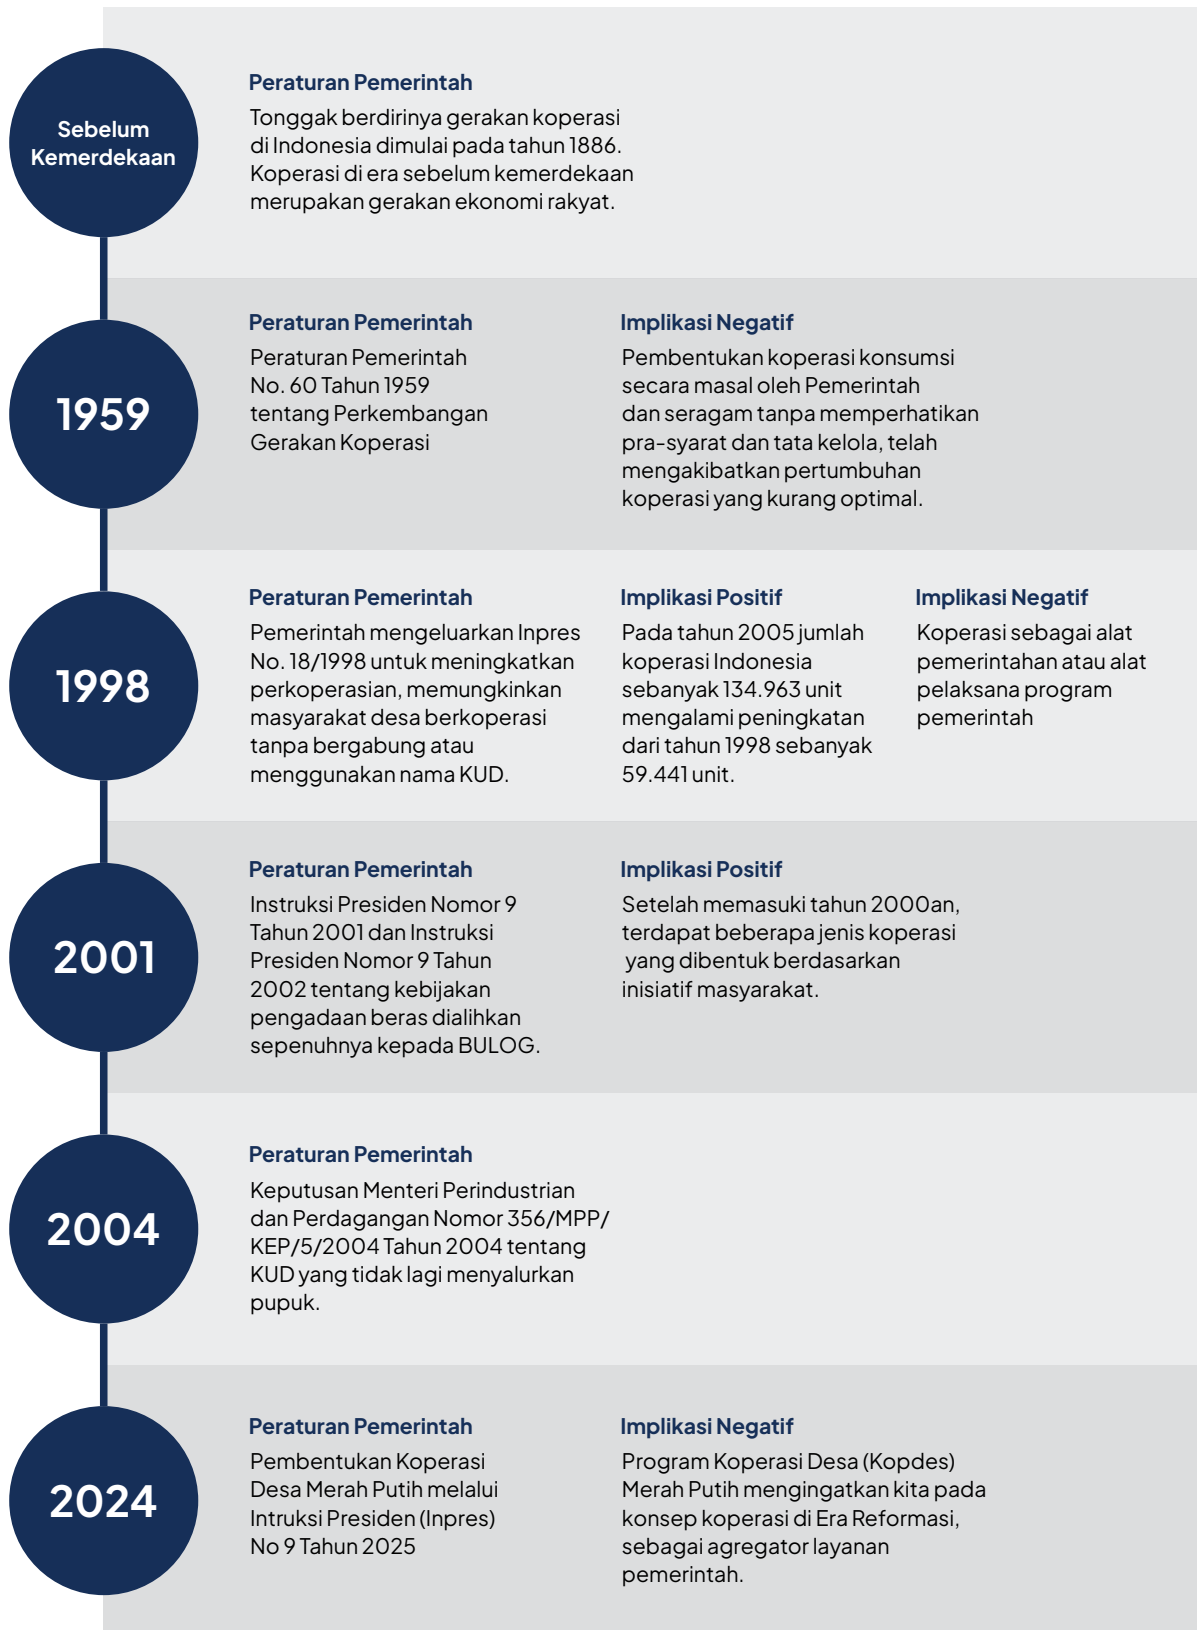 Sebelum
Kemerdekaan
Peraturan Pemerintah
Tonggak berdirinya gerakan koperasi
di Indonesia dimulai pada tahun 1886.
Koperasi di era sebelum kemerdekaan
merupakan gerakan ekonomi rakyat.
1959
Peraturan Pemerintah
Peraturan Pemerintah
No. 60 Tahun 1959
tentang Perkembangan
Gerakan Koperasi
Implikasi Negatif
Pembentukan koperasi konsumsi
secara masal oleh Pemerintah
dan seragam tanpa memperhatikan
pra-syarat dan tata kelola, telah
mengakibatkan pertumbuhan
koperasi yang kurang optimal.
1998
Peraturan Pemerintah
Pemerintah mengeluarkan Inpres
No. 18/1998 untuk meningkatkan
perkoperasian, memungkinkan
masyarakat desa berkoperasi
tanpa bergabung atau
menggunakan nama KUD.
Implikasi Positif
Pada tahun 2005 jumlah
koperasi Indonesia
sebanyak 134.963 unit
mengalami peningkatan
dari tahun 1998 sebanyak
59.441 unit.
Implikasi Negatif
Koperasi sebagai alat
pemerintahan atau alat
pelaksana program
pemerintah
2001
Peraturan Pemerintah
Instruksi Presiden Nomor 9
Tahun 2001 dan Instruksi
Presiden Nomor 9 Tahun
2002 tentang kebijakan
pengadaan beras dialihkan
sepenuhnya kepada BULOG.
Implikasi Positif
Setelah memasuki tahun 2000an,
terdapat beberapa jenis koperasi
yang dibentuk berdasarkan
inisiatif masyarakat.
2004
Peraturan Pemerintah
Keputusan Menteri Perindustrian
dan Perdagangan Nomor 356/MPP/
KEP/5/2004 Tahun 2004 tentang
KUD yang tidak lagi menyalurkan
pupuk.
2024
Peraturan Pemerintah
Pembentukan Koperasi
Desa Merah Putih melalui
Intruksi Presiden (Inpres)
No 9 Tahun 2025
Implikasi Negatif
Program Koperasi Desa (Kopdes)
Merah Putih mengingatkan kita pada
konsep koperasi di Era Reformasi,
sebagai agregator layanan
pemerintah.